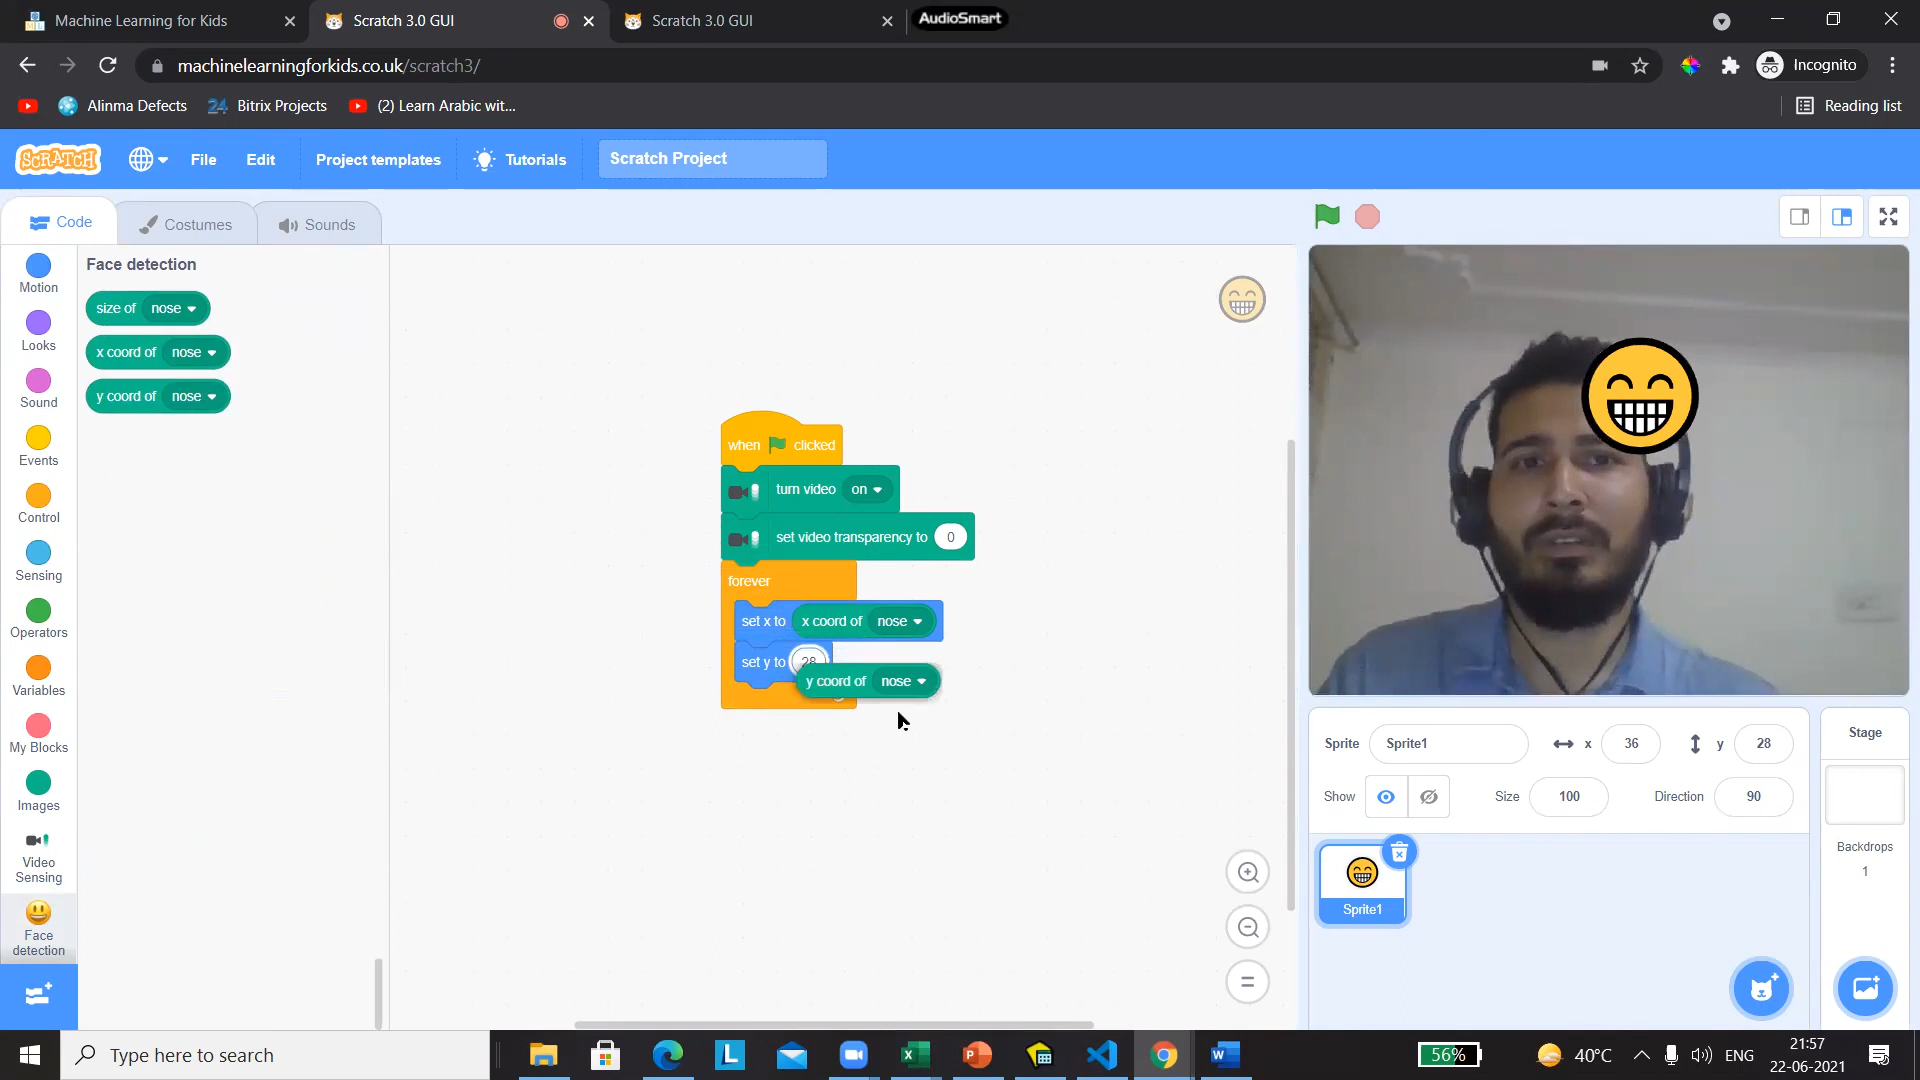 Machine Learning for Kids
Scratch 3.0 GUI
Scratch 3.0 GUI
AudioSmart
machinelearningforkids.co.uk/scratch3/
Incognito
Alinma Defects
24 Bitrix Projects
(2) Learn Arabic wit...
Reading list
SCRATCH
File
Edit
Project templates
Tutorials
Scratch Project
Code
Costumes
Sounds
Motion
Looks
Sound
Events
Control
Sensing
Operators
Variables
My Blocks
Images
Video
Sensing
Face
detection
Face detection
size of nose
x coord of nose
y coord of nose
when clicked
turn video on
set video transparency to 0
forever
set x to x coord of nose
set y to 28
y coord of nose
Sprite Sprite1 x 36 y 28
Show Size 100 Direction 90
Sprite1
Stage
Backdrops
1
Type here to search
L
56%
40°C
ENG
21:57
22-06-2021